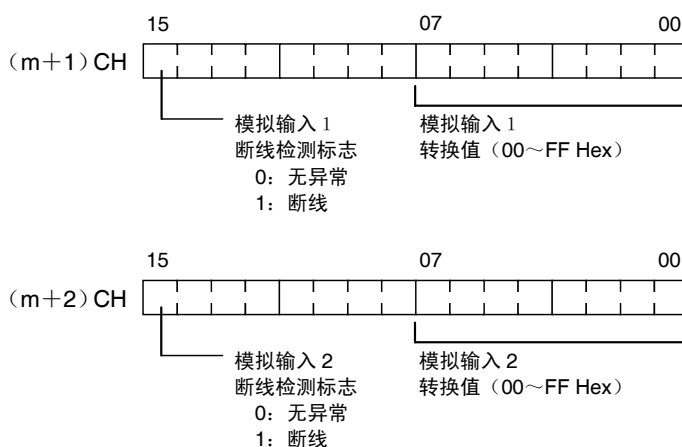 15 07 00
（m＋1）CH
模拟输入 1 模拟输入 1
断线检测标志 转换值（00～FF Hex）
0：无异常
1：断线
15 07 00
（m＋2）CH
模拟输入 2 模拟输入 2
断线检测标志 转换值（00～FF Hex）
0：无异常
1：断线